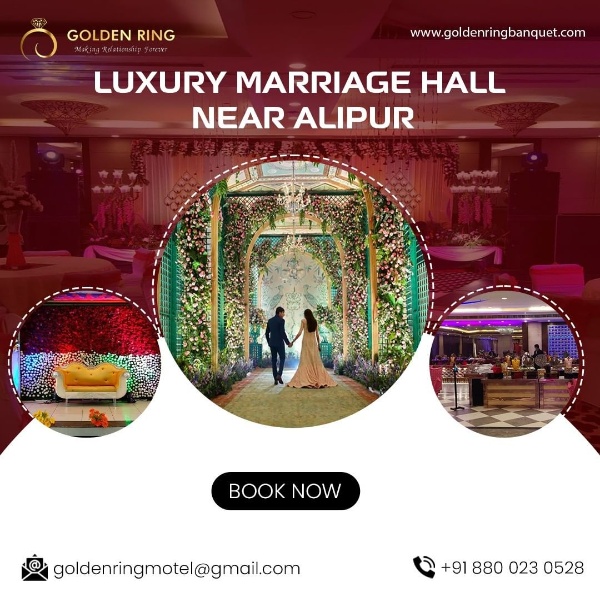 GOLDEN RING
Making Relationship Forever
www.goldenringbanquet.com
LUXURY MARRIAGE HALL
NEAR ALIPUR
BOOK NOW
goldenringmotel@gmail.com
+91 880 023 0528